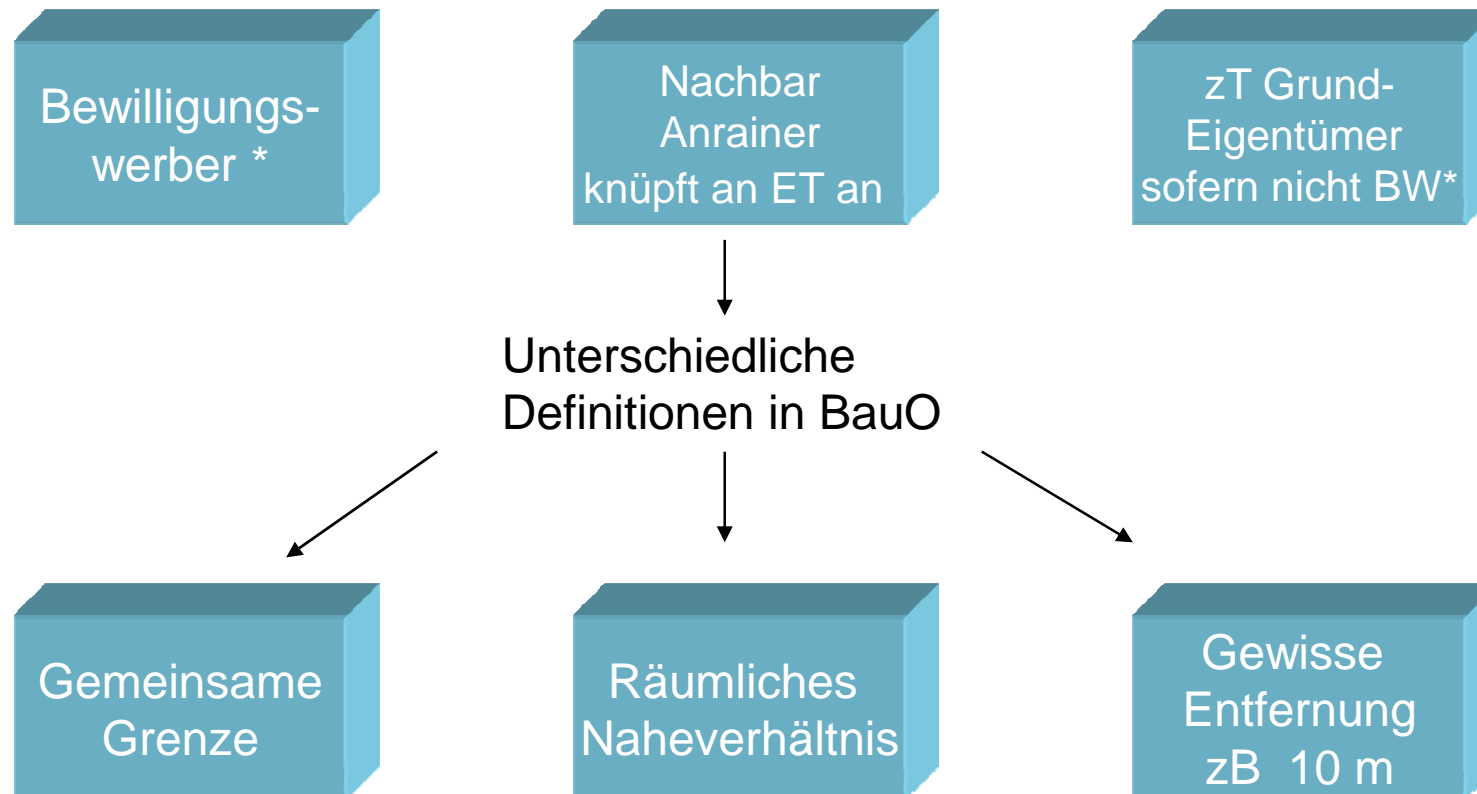 Bewilligungs-
werber *
Nachbar
Anrainer
knüpft an ET an
zT Grund-
Eigentümer
sofern nicht BW*
Unterschiedliche
Definitionen in BauO
Gemeinsame
Grenze
Räumliches
Naheverhältnis
Gewisse
Entfernung
zB 10 m